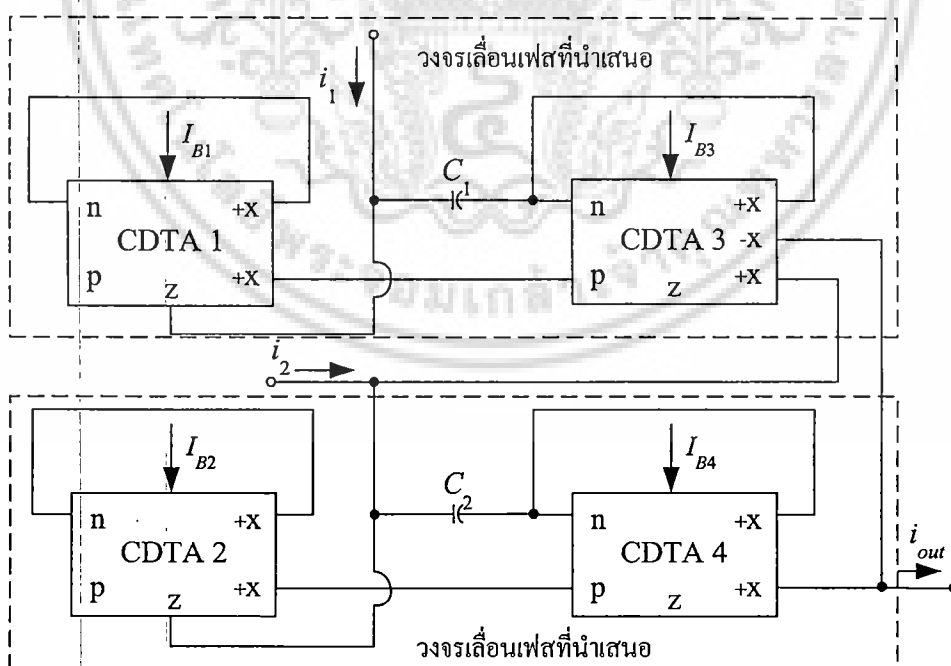 วงจรเลื่อนเฟสที่นำเสนอ
i1
IB1
C1
IB3
n
+x
CDTA 1
p
z
+x
n
+x
CDTA 3
-x
p
z
+x
i2
IB2
C2
IB4
n
+x
CDTA 2
p
z
+x
n
+x
CDTA 4
p
z
+x
iout
วงจรเลื่อนเฟสที่นำเสนอ